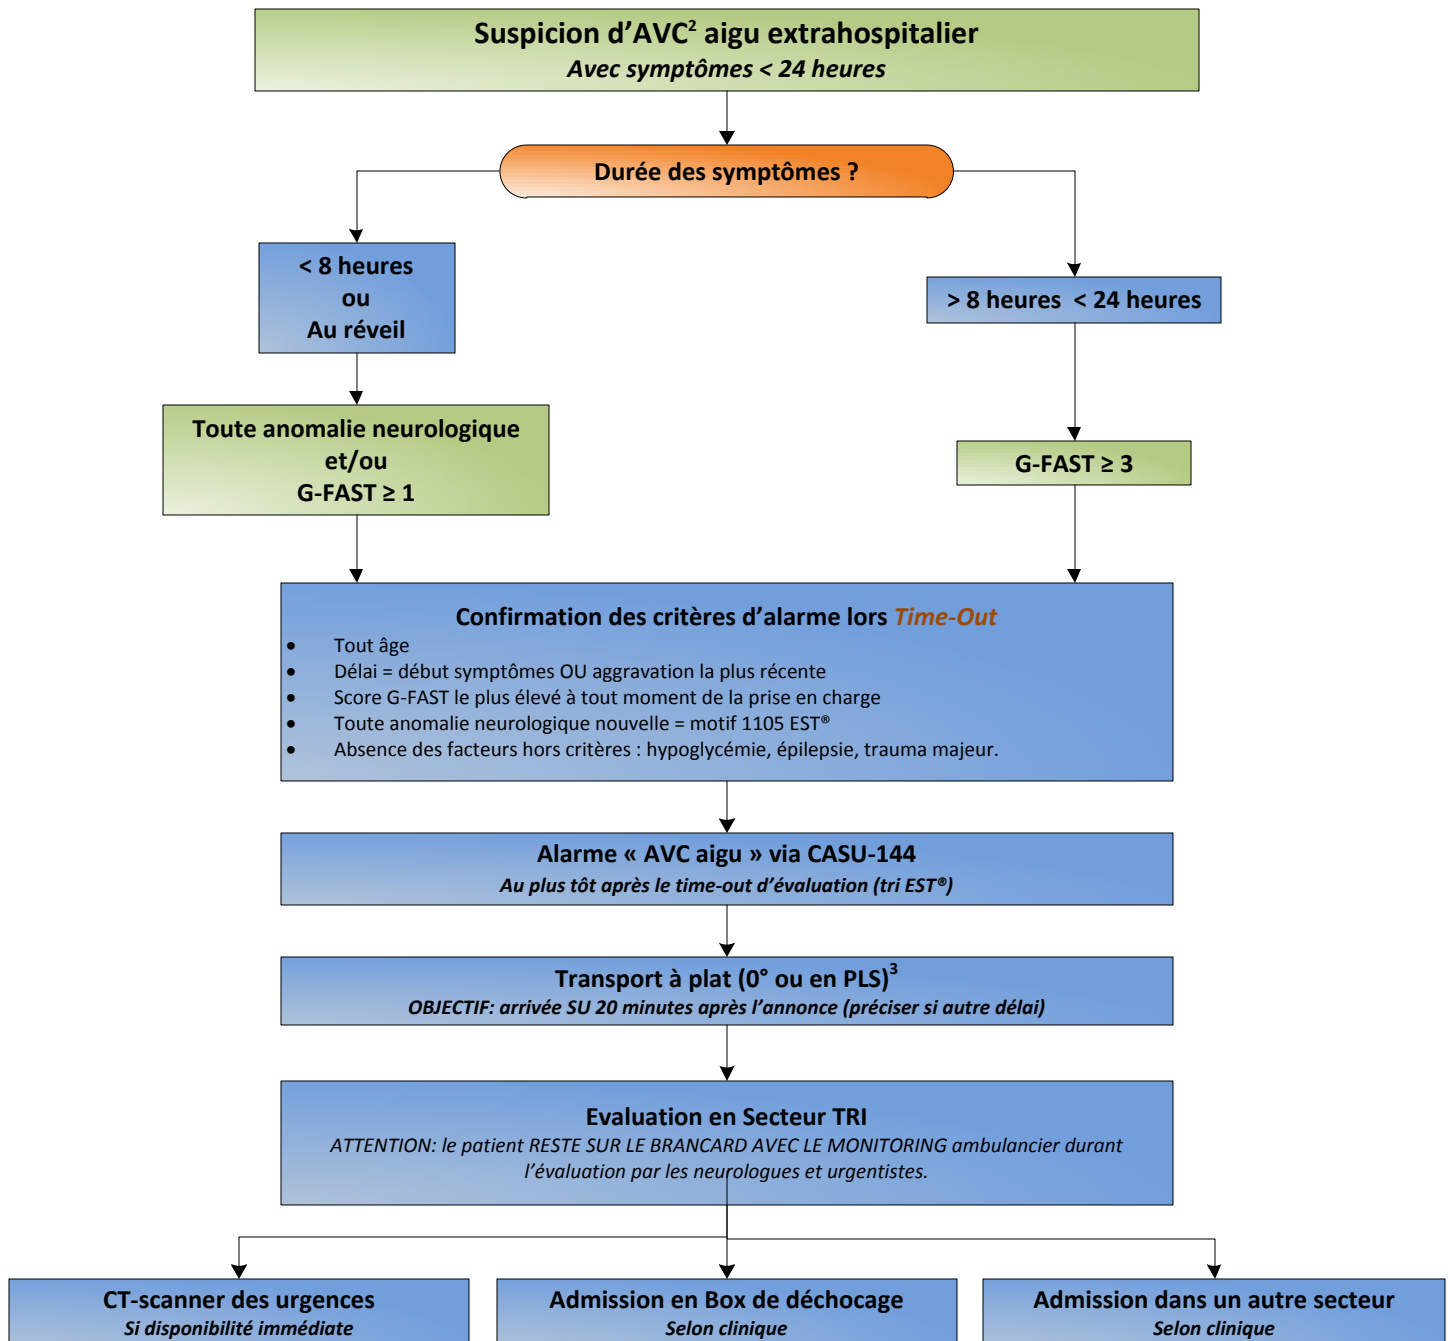 Suspicion d’AVC² aigu extrahospitalier
Avec symptômes < 24 heures
Durée des symptômes ?
< 8 heures
ou
Au réveil
> 8 heures < 24 heures
Toute anomalie neurologique
et/ou
G-FAST ≥ 1
G-FAST ≥ 3
Confirmation des critères d’alarme lors Time-Out
• Tout âge
• Délai = début symptômes OU aggravation la plus récente
• Score G-FAST le plus élevé à tout moment de la prise en charge
• Toute anomalie neurologique nouvelle = motif 1105 EST®
• Absence des facteurs hors critères : hypoglycémie, épilepsie, trauma majeur.
Alarme « AVC aigu » via CASU-144
Au plus tôt après le time-out d’évaluation (tri EST®)
Transport à plat (0° ou en PLS)³
OBJECTIF: arrivée SU 20 minutes après l’annonce (préciser si autre délai)
Evaluation en Secteur TRI
ATTENTION: le patient RESTE SUR LE BRANCARD AVEC LE MONITORING ambulancier durant
l’évaluation par les neurologues et urgentistes.
CT-scanner des urgences
Si disponibilité immédiate
Admission en Box de déchocage
Selon clinique
Admission dans un autre secteur
Selon clinique